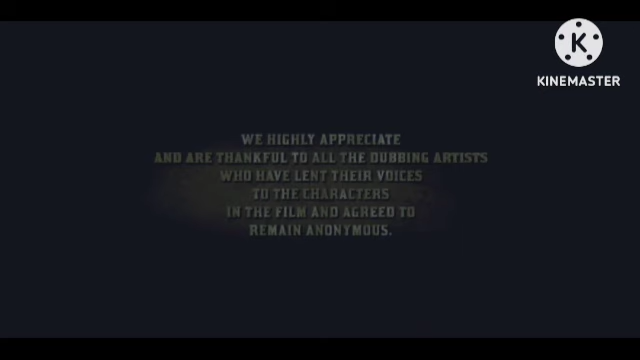 KINEMASTER
WE HIGHLY APPRECIATE
AND ARE THANKFUL TO ALL THE DUBBING ARTISTS
WHO HAVE LENT THEIR VOICES
TO THE CHARACTERS
IN THE FILM AND AGREED TO
REMAIN ANONYMOUS.